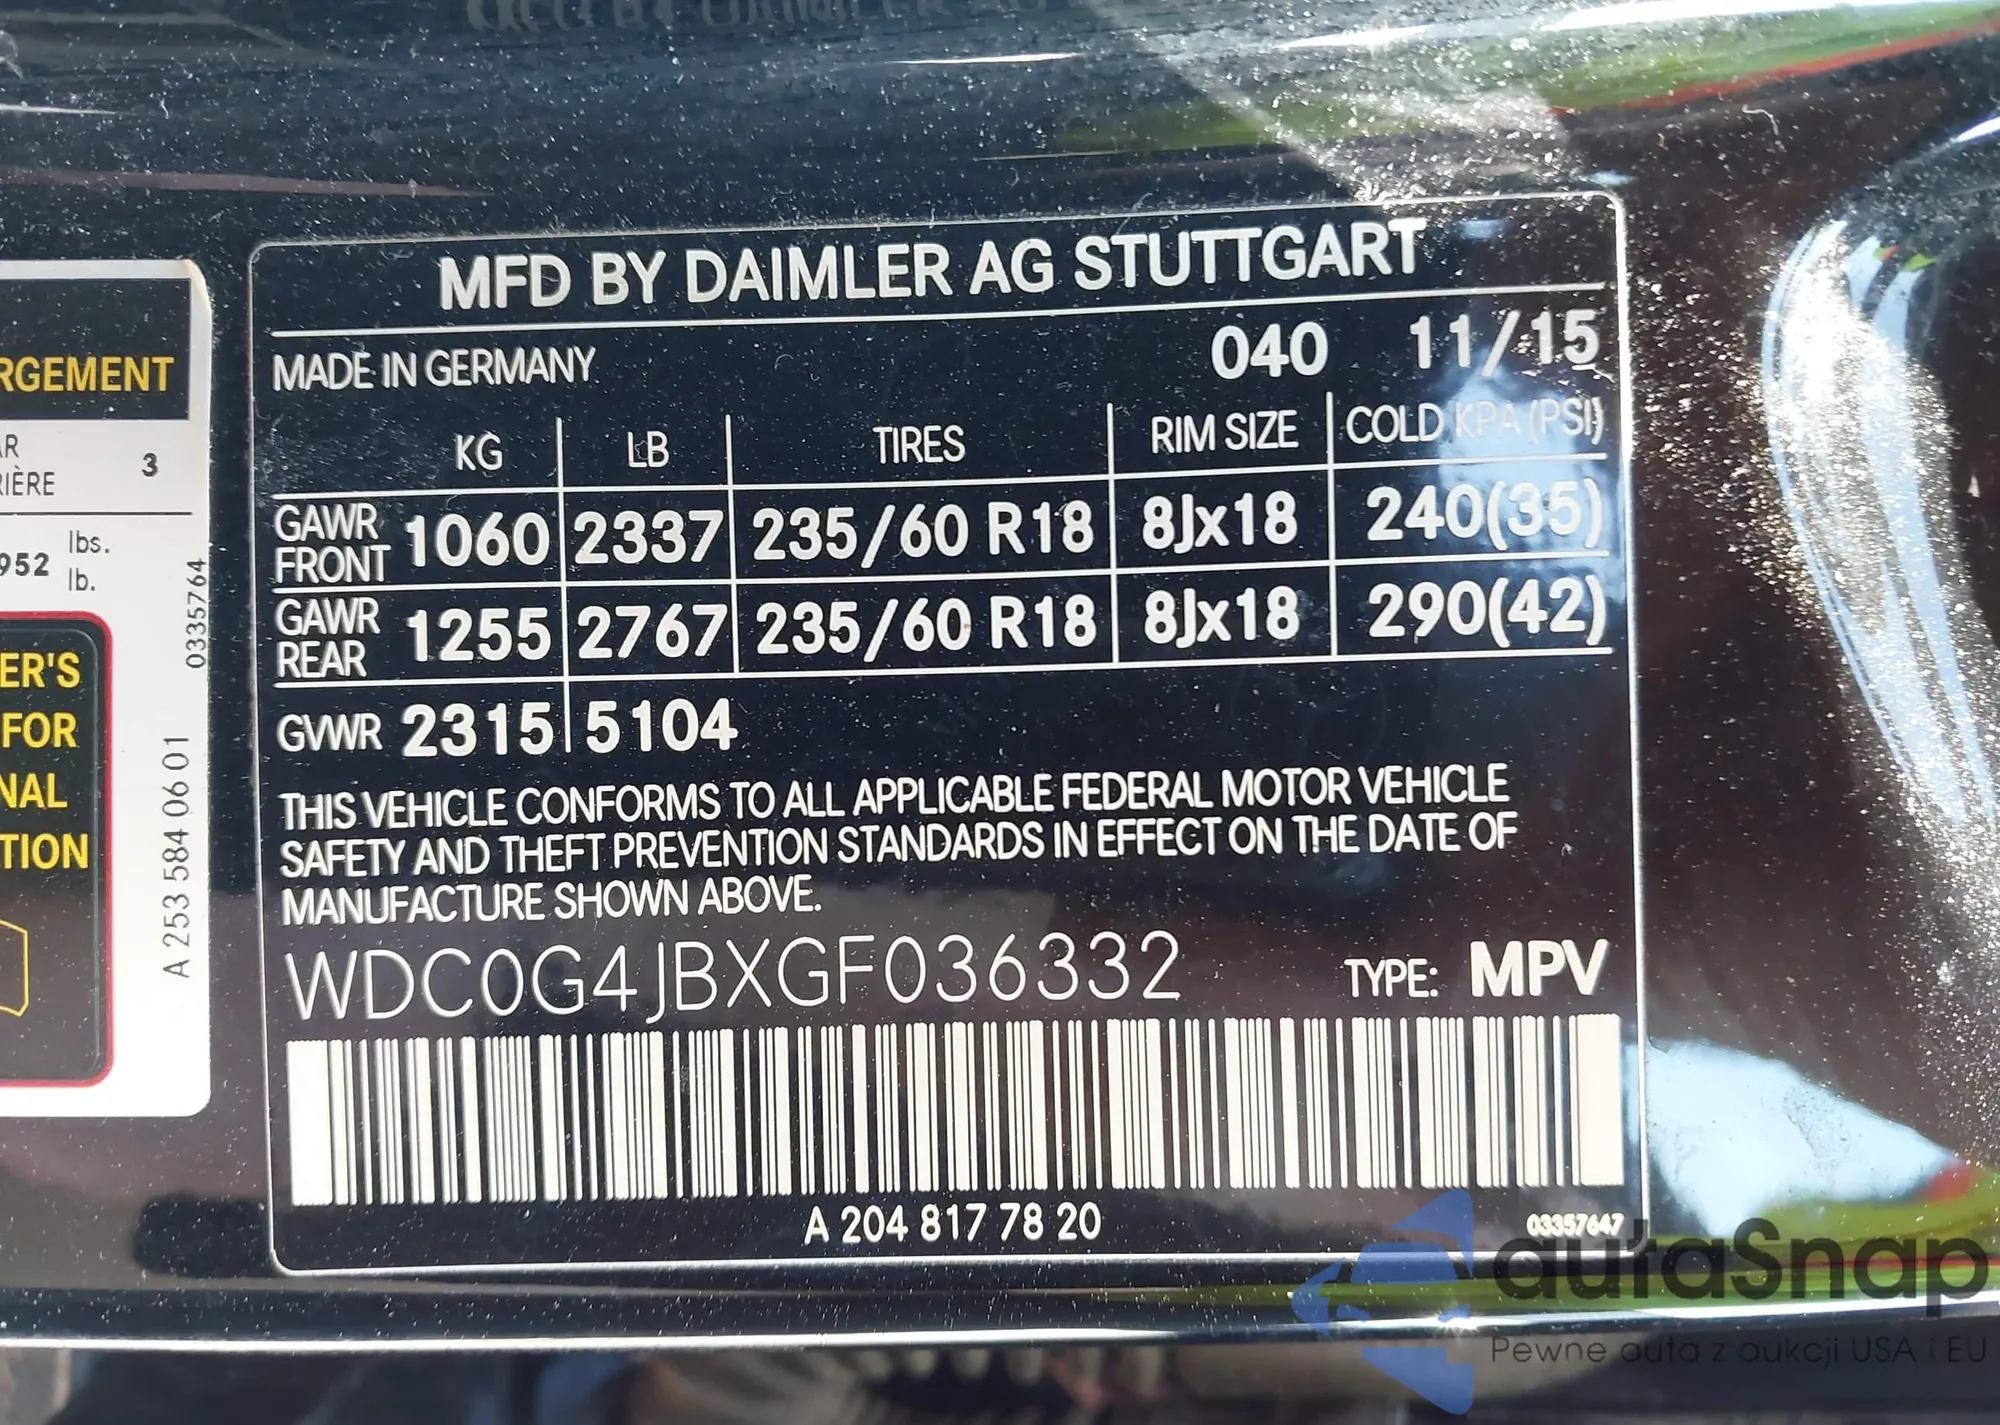 MFD BY DAIMLER AG STUTTGART
MADE IN GERMANY 040 11/15
KG LB TIRES RIM SIZE COLD KPA (PSI)
GAWR FRONT 1060 2337 235/60 R18 8Jx18 240(35)
GAWR REAR 1255 2767 235/60 R18 8Jx18 290(42)
GVWR 2315 5104
THIS VEHICLE CONFORMS TO ALL APPLICABLE FEDERAL MOTOR VEHICLE
SAFETY AND THEFT PREVENTION STANDARDS IN EFFECT ON THE DATE OF
MANUFACTURE SHOWN ABOVE.
WDC0G4JBXGF036332 TYPE: MPV
A 204 817 78 20
03357647
RGEMENT
AR
RIÈRE 3
952 lbs.
lb.
ER'S
FOR
NAL
TION
A 253 584 06 01 0335764
autaSnap
Pewne auta z aukcji USA i EU